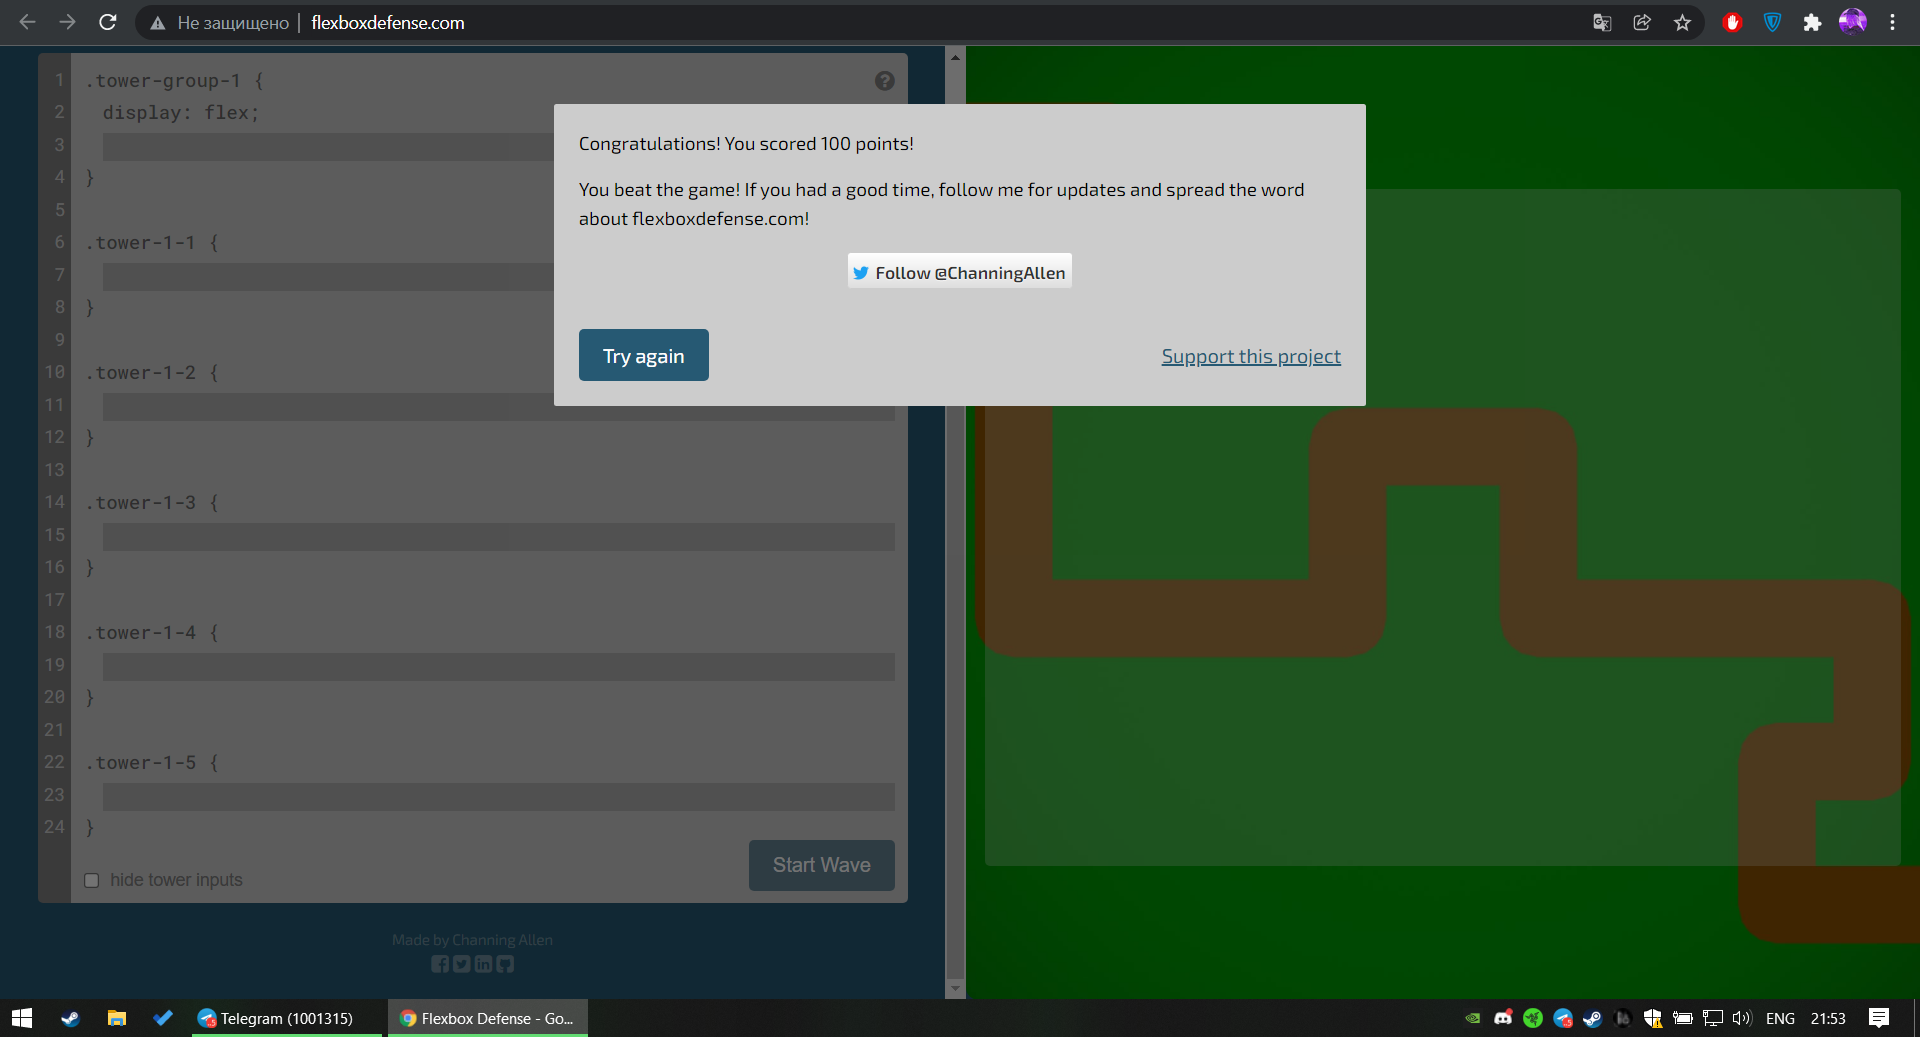 Не защищено
flexboxdefense.com
1 .tower-group-1 {
2 display: flex;
3
4 }
5
6 .tower-1-1 {
7
8 }
9
10 .tower-1-2 {
11
12 }
13
14 .tower-1-3 {
15
16 }
17
18 .tower-1-4 {
19
20 }
21
22 .tower-1-5 {
23
24 }
hide tower inputs
Start Wave
Made by Channing Allen
Congratulations! You scored 100 points!
You beat the game! If you had a good time, follow me for updates and spread the word
about flexboxdefense.com!
Follow @ChanningAllen
Try again
Support this project
Telegram (1001315)
Flexbox Defense - Go...
ENG
21:53